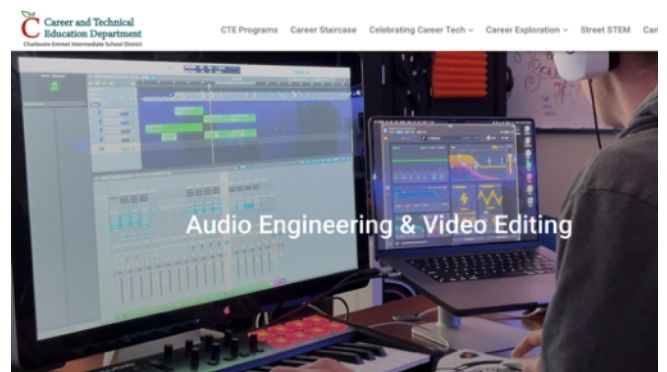 Career and Technical
Education Department
Charlevoix-Emmet Intermediate School District
CTE Programs Career Staircase Celebrating Career Tech Career Exploration Street STEM
Audio Engineering & Video Editing